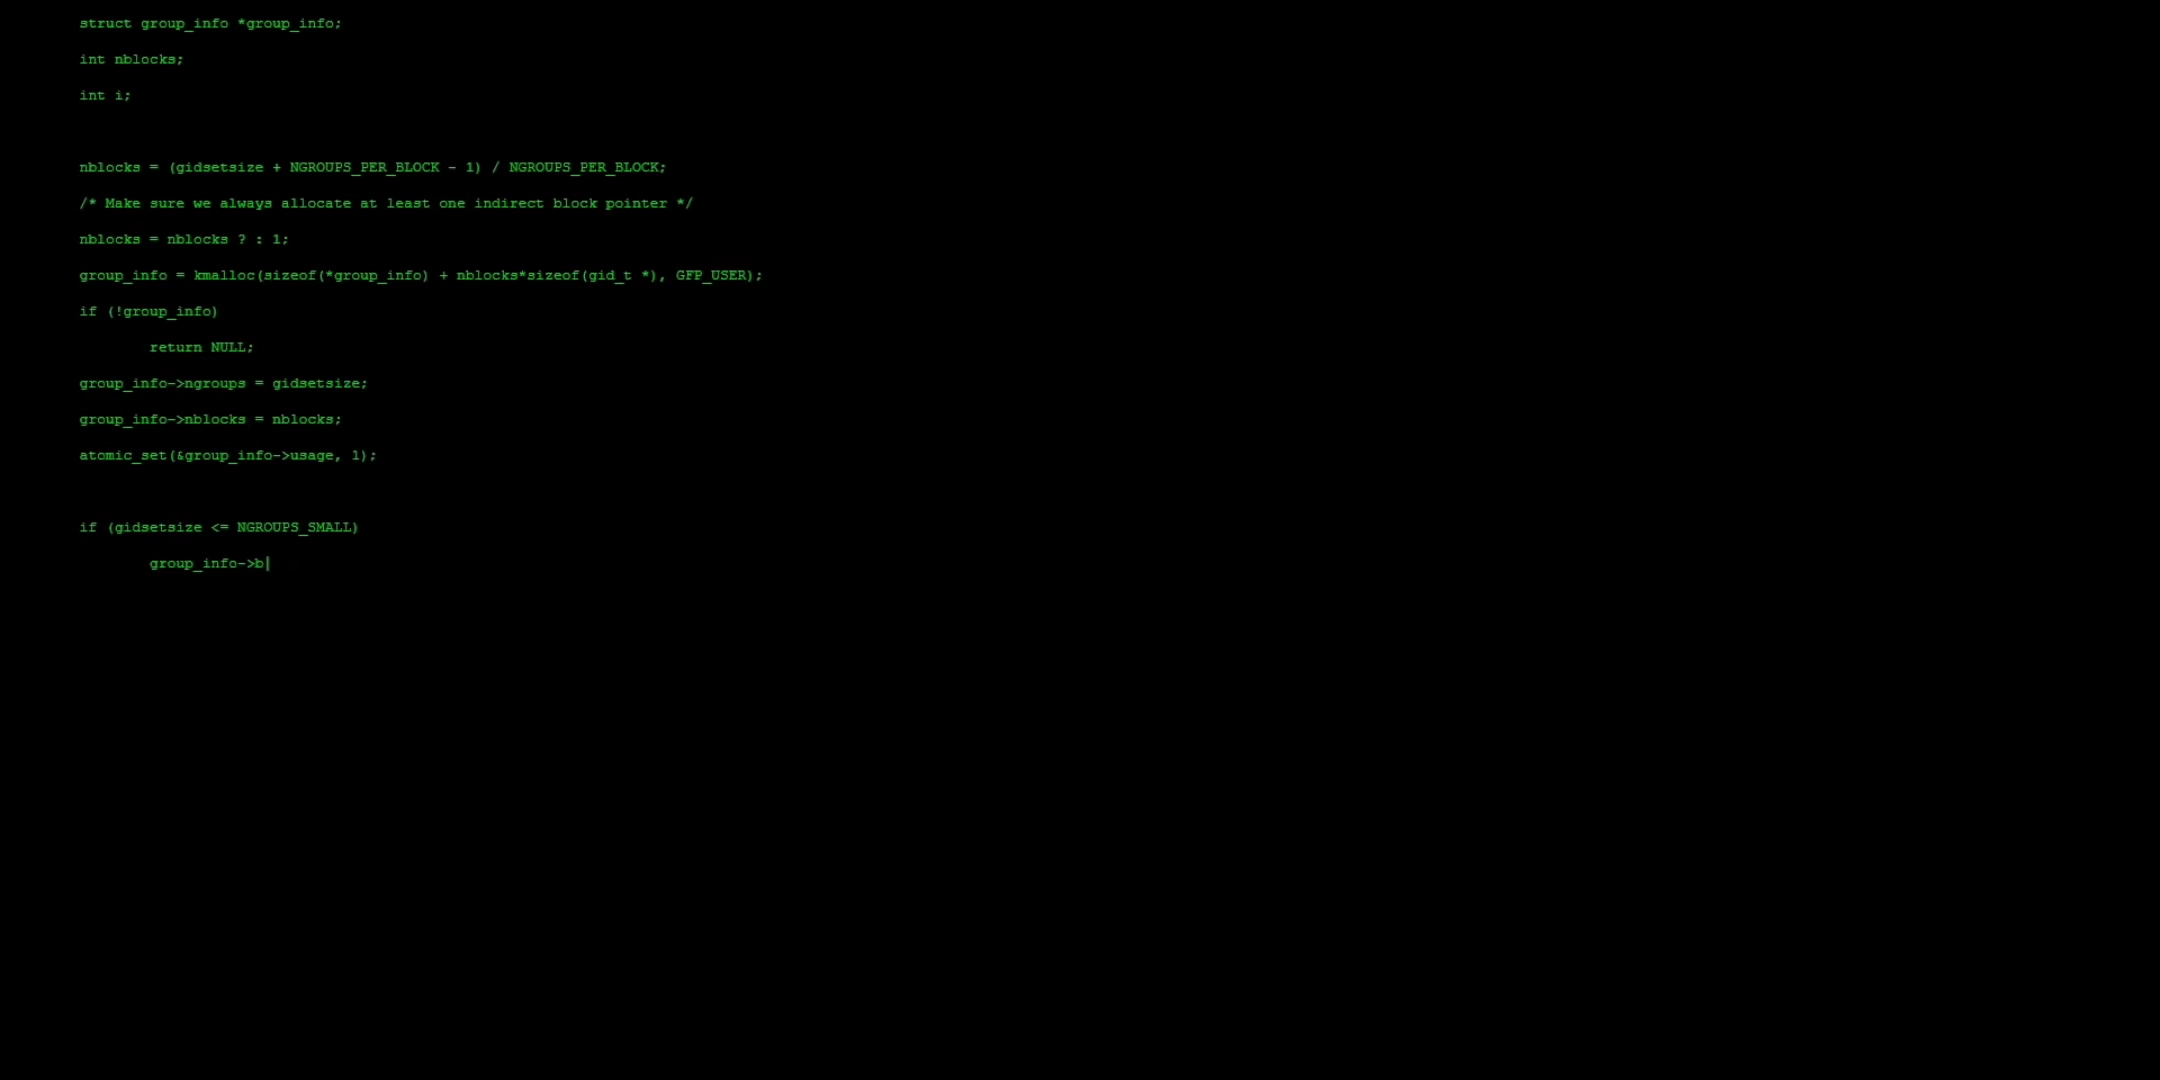 struct group_info *group_info;
int nblocks;
int i;
nblocks = (gidsetsize + NGROUPS_PER_BLOCK - 1) / NGROUPS_PER_BLOCK;
/* Make sure we always allocate at least one indirect block pointer */
nblocks = nblocks ? : 1;
group_info = kmalloc(sizeof(*group_info) + nblocks*sizeof(gid_t *), GFP_USER);
if (!group_info)
return NULL;
group_info->ngroups = gidsetsize;
group_info->nblocks = nblocks;
atomic_set(&group_info->usage, 1);
if (gidsetsize <= NGROUPS_SMALL)
group_info->b|